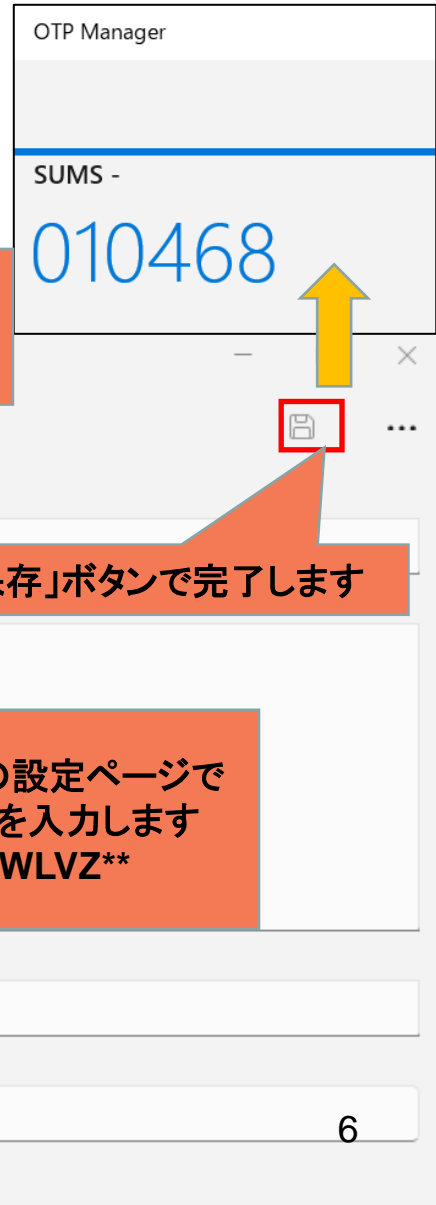 OTP Manager
SUMS -
010468
存」ボタンで完了します
の設定ページで
を入力します
WLVZ**
6